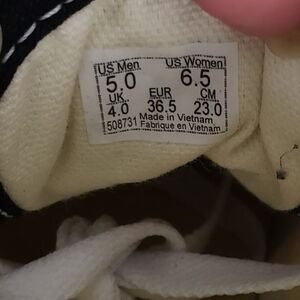 US Men US Women
5.0 6.5
UK EUR CM
4.0 36.5 23.0
508731 Made in Vietnam
Fabrique en Vietnam